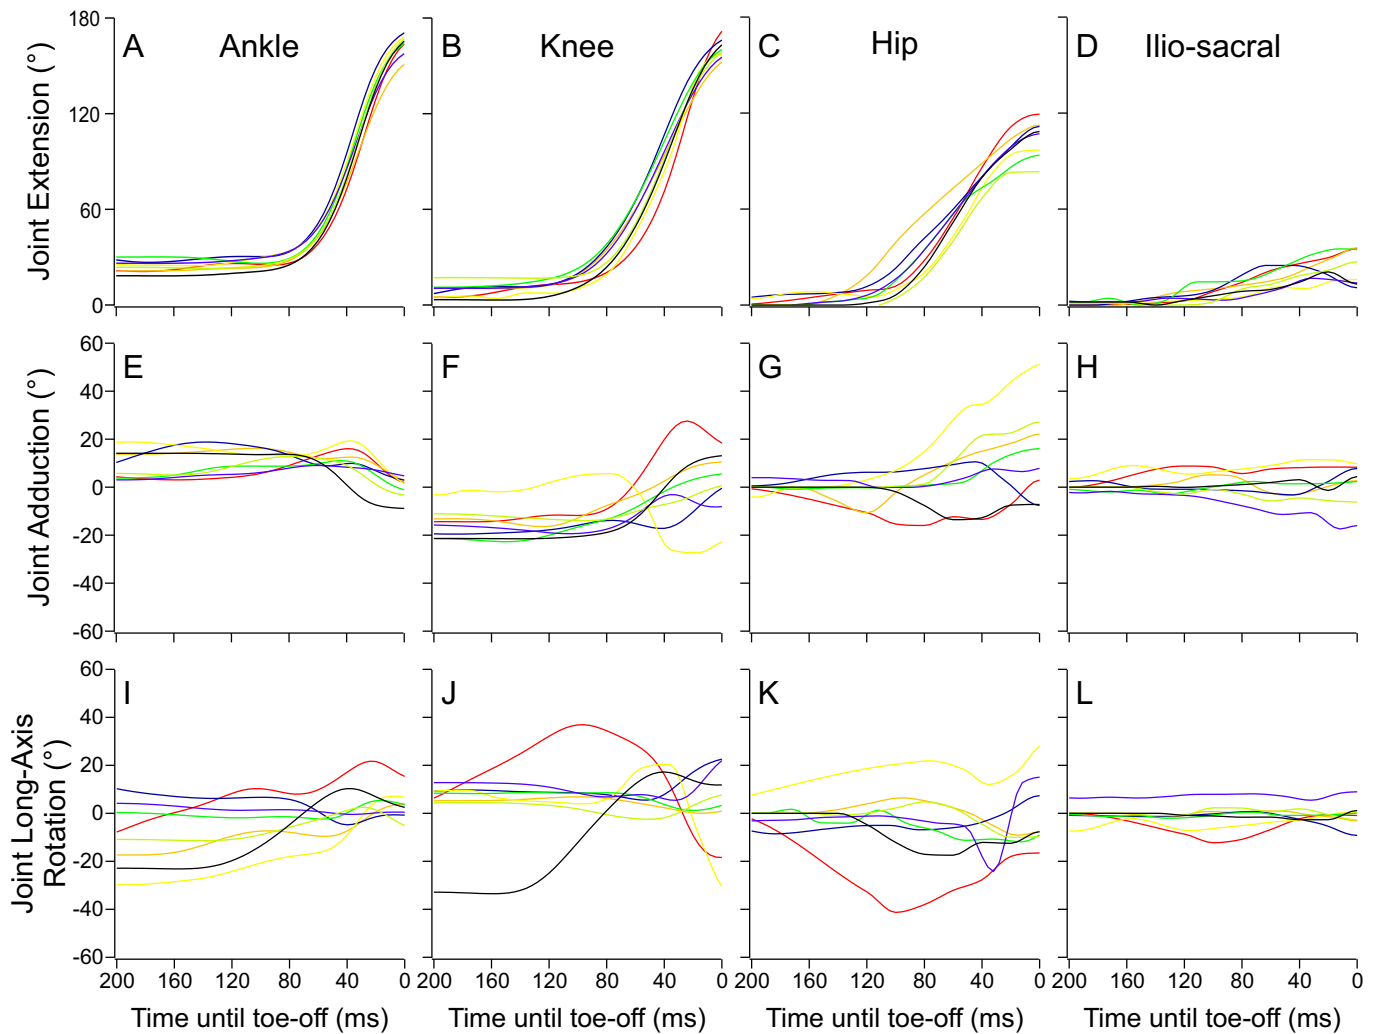 A Ankle B Knee C Hip D Ilio-sacral
Joint Extension (°)
180
120
60
0
E F G H
Joint Adduction (°)
60
40
20
0
-20
-40
-60
I J K L
Joint Long-Axis
Rotation (°)
60
40
20
0
-20
-40
-60
200 160 120 80 40 0 200 160 120 80 40 0 200 160 120 80 40 0 200 160 120 80 40 0
Time until toe-off (ms) Time until toe-off (ms) Time until toe-off (ms) Time until toe-off (ms)